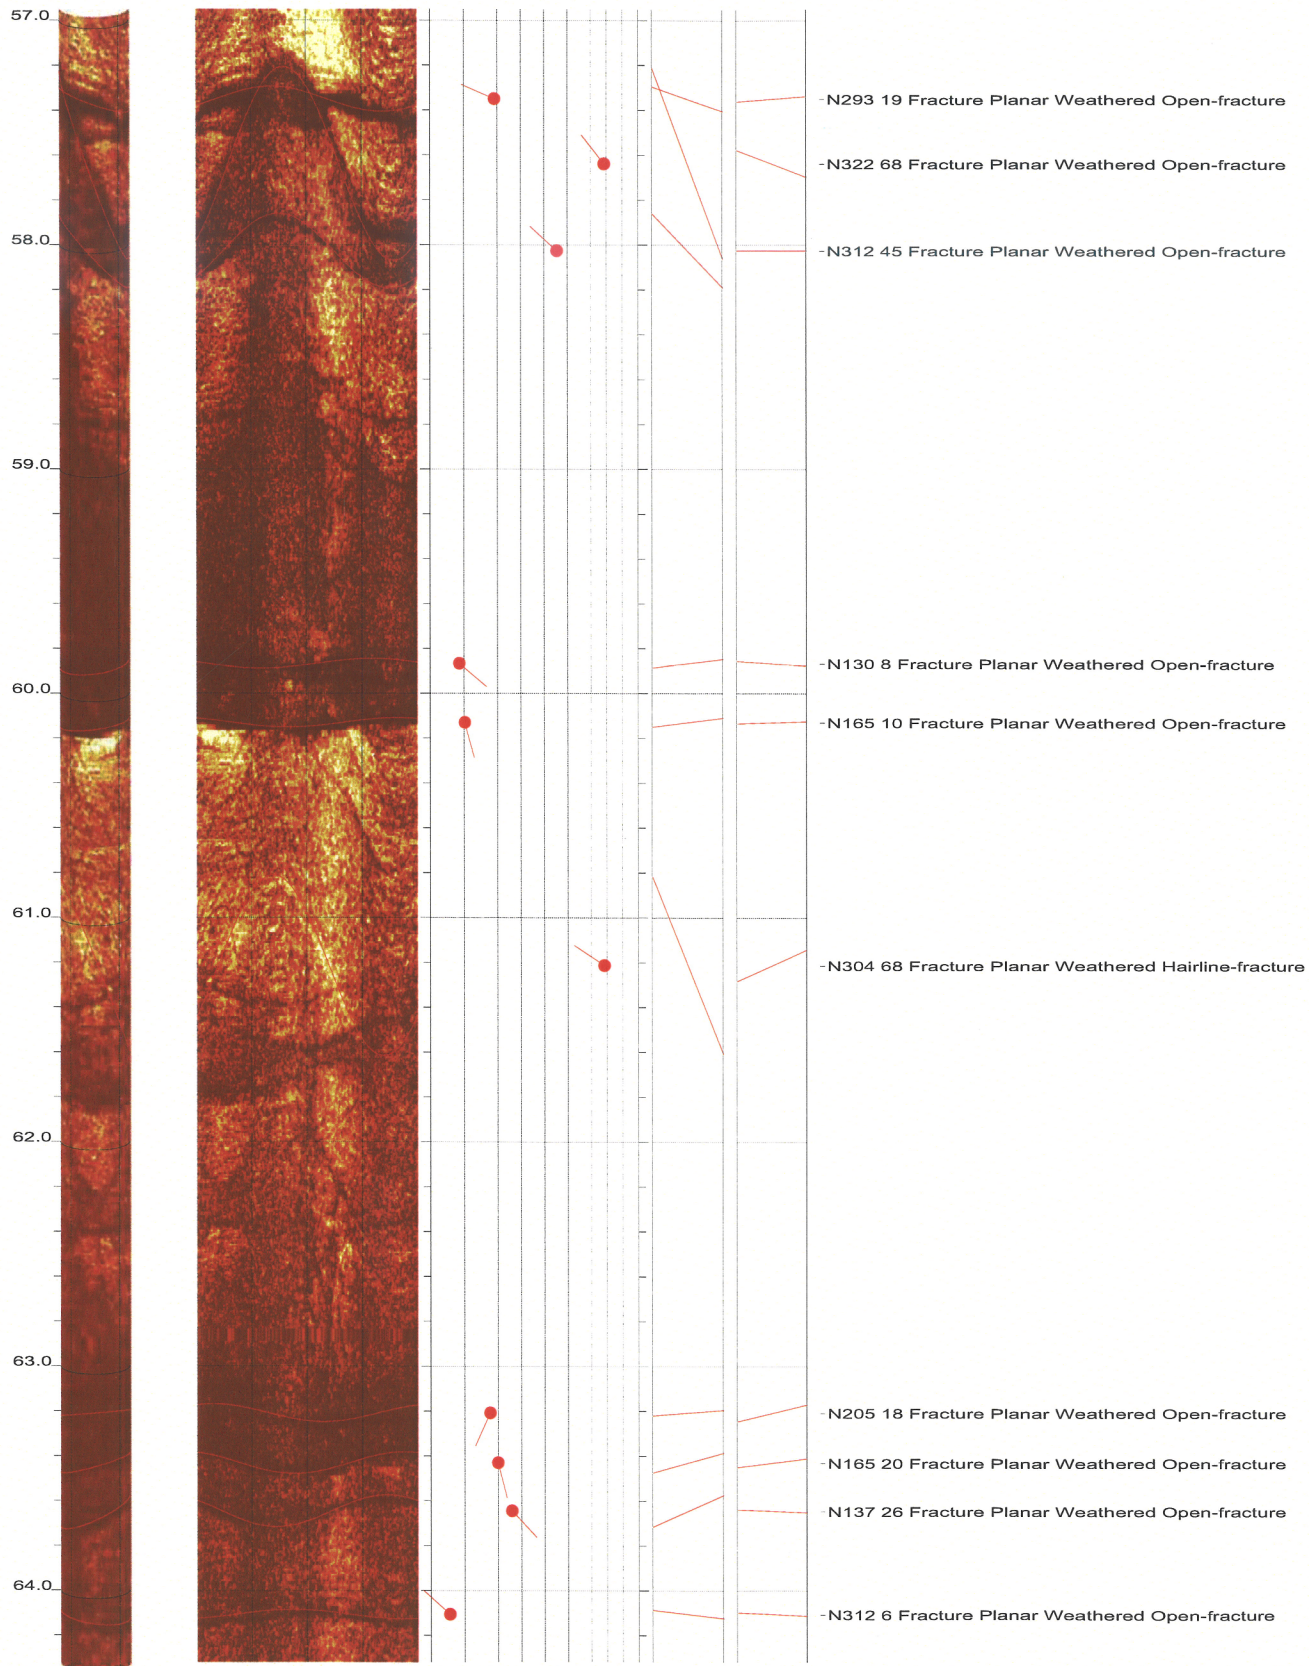 57.0
-N293 19 Fracture Planar Weathered Open-fracture
-N322 68 Fracture Planar Weathered Open-fracture
58.0
-N312 45 Fracture Planar Weathered Open-fracture
59.0
-N130 8 Fracture Planar Weathered Open-fracture
60.0
-N165 10 Fracture Planar Weathered Open-fracture
61.0
-N304 68 Fracture Planar Weathered Hairline-fracture
62.0
63.0
-N205 18 Fracture Planar Weathered Open-fracture
-N165 20 Fracture Planar Weathered Open-fracture
-N137 26 Fracture Planar Weathered Open-fracture
64.0
-N312 6 Fracture Planar Weathered Open-fracture